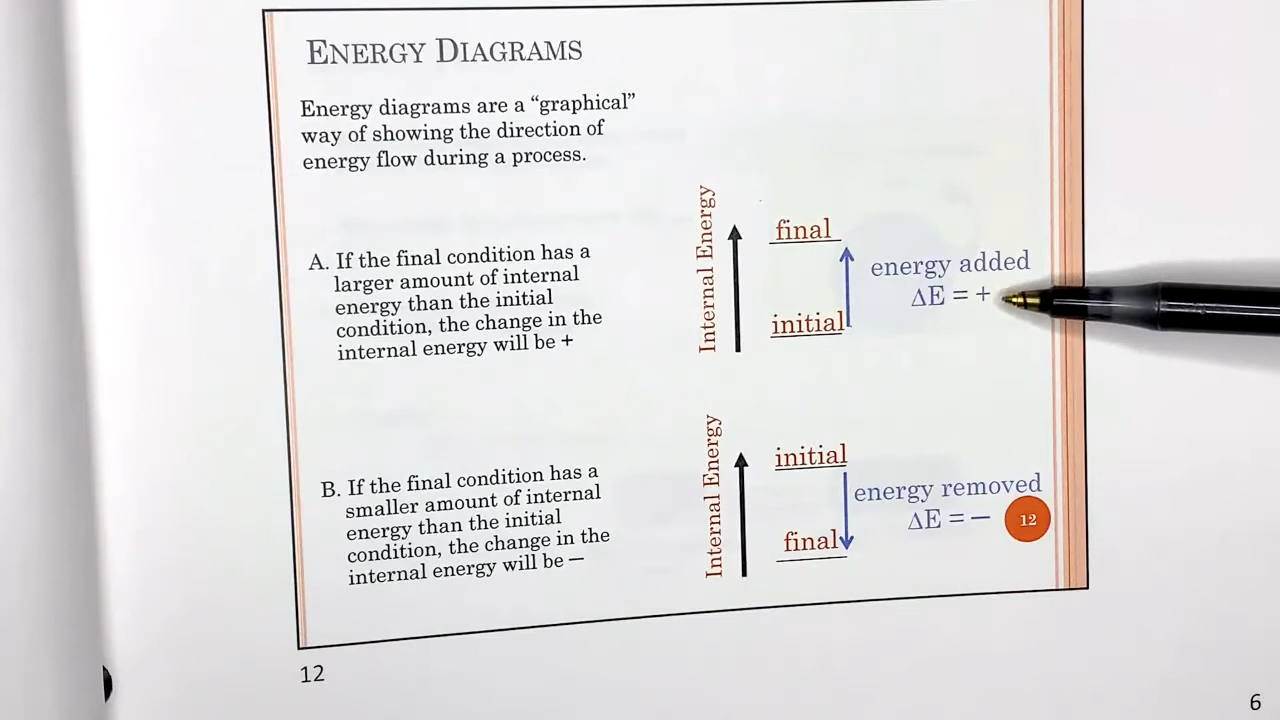 ENERGY DIAGRAMS
Energy diagrams are a “graphical”
way of showing the direction of
energy flow during a process.
A. If the final condition has a
larger amount of internal
energy than the initial
condition, the change in the
internal energy will be +
Internal Energy
final
initial
energy added
ΔE = +
B. If the final condition has a
smaller amount of internal
energy than the initial
condition, the change in the
internal energy will be −
Internal Energy
initial
final
energy removed
ΔE = −
12
12
6